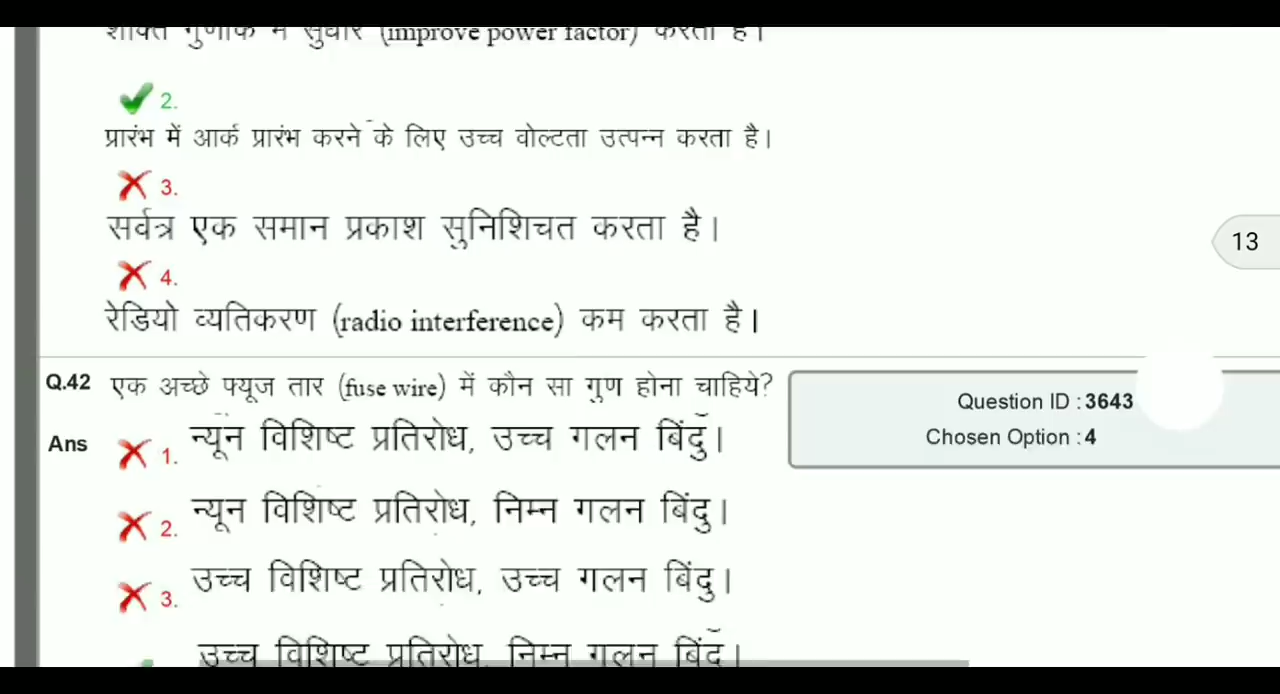 शक्ति गुणांक में सुधार (improve power factor) करता है।
2.
प्रारंभ में आर्क प्रारंभ करने के लिए उच्च वोल्टता उत्पन्न करता है।
3.
सर्वत्र एक समान प्रकाश सुनिशिचत करता है।
13
4.
रेडियो व्यतिकरण (radio interference) कम करता है।
Q.42 एक अच्छे फ्यूज तार (fuse wire) में कौन सा गुण होना चाहिये?
Question ID : 3643
Chosen Option : 4
Ans 1. न्यून विशिष्ट प्रतिरोध, उच्च गलन बिंदु।
2. न्यून विशिष्ट प्रतिरोध, निम्न गलन बिंदु।
3. उच्च विशिष्ट प्रतिरोध, उच्च गलन बिंदु।
उच्च विशिष्ट प्रतिरोध, निम्न गलन बिंदु।